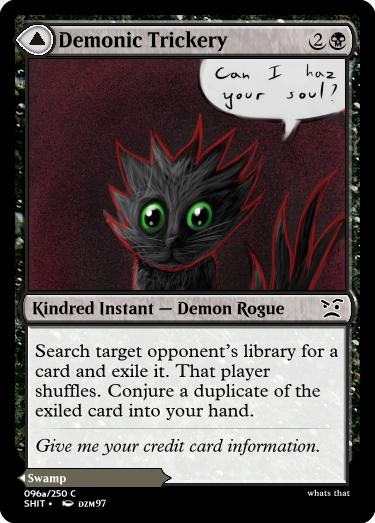 Demonic Trickery 2
Can I haz
your soul?
Kindred Instant — Demon Rogue
Search target opponent's library for a
card and exile it. That player
shuffles. Conjure a duplicate of the
exiled card into your hand.
Give me your credit card information.
Swamp
096a/250 C
SHIT • DZM97
whats that